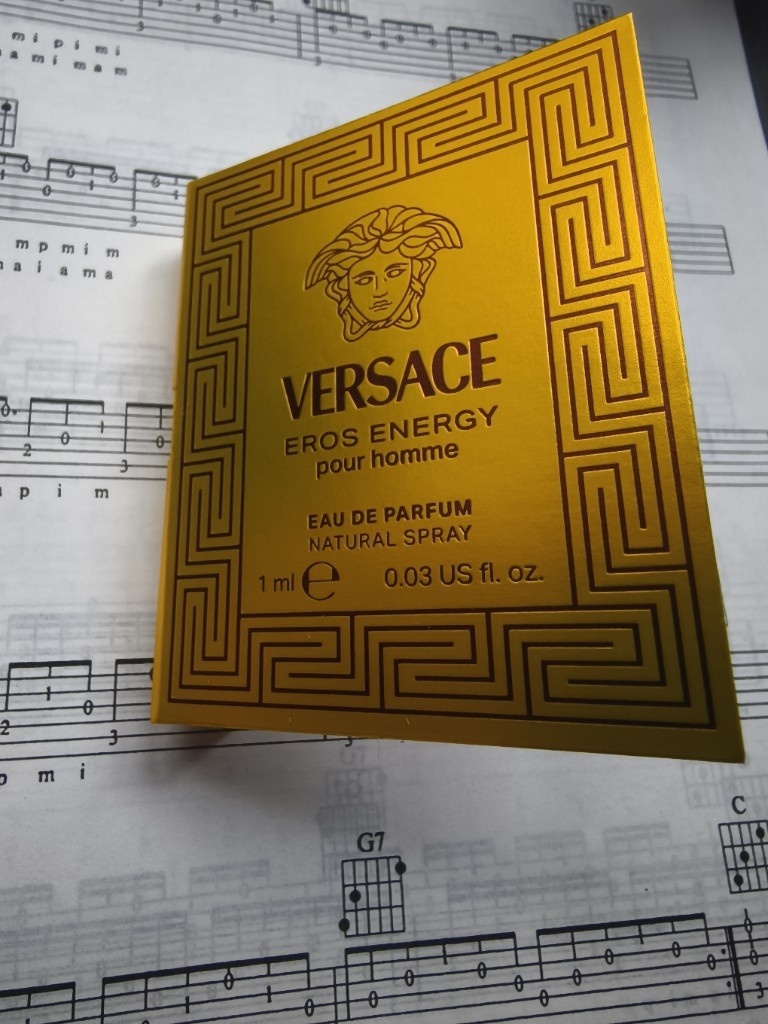 m i p i m i
a m i m a m
m p m i m
n a i a m a
VERSACE
EROS ENERGY
pour homme
EAU DE PARFUM
NATURAL SPRAY
1 ml e 0.03 US fl. oz.
p i m
p m i
G7
C